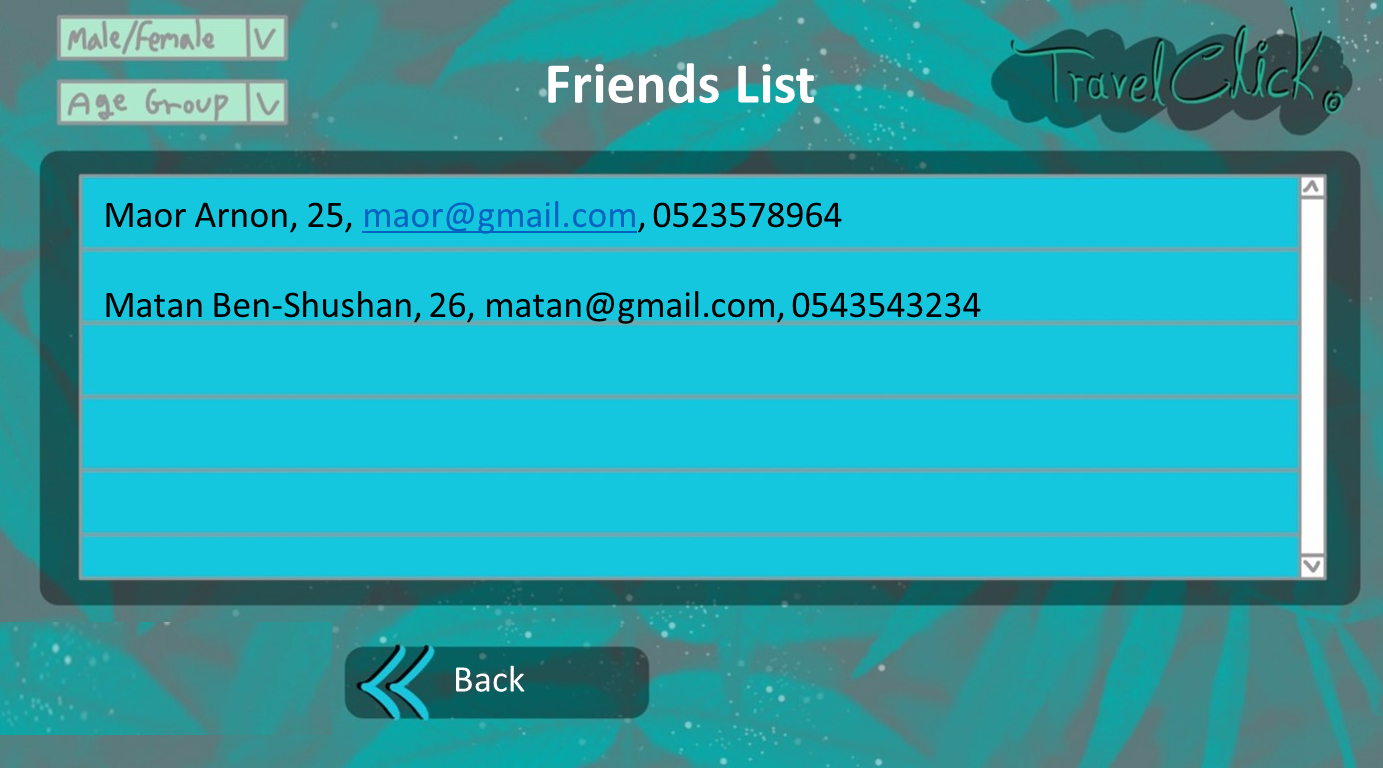 Male/Female V
Age Group V
Friends List
TravelClick ©
Maor Arnon, 25, maor@gmail.com, 0523578964
Matan Ben-Shushan, 26, matan@gmail.com, 0543543234
Back